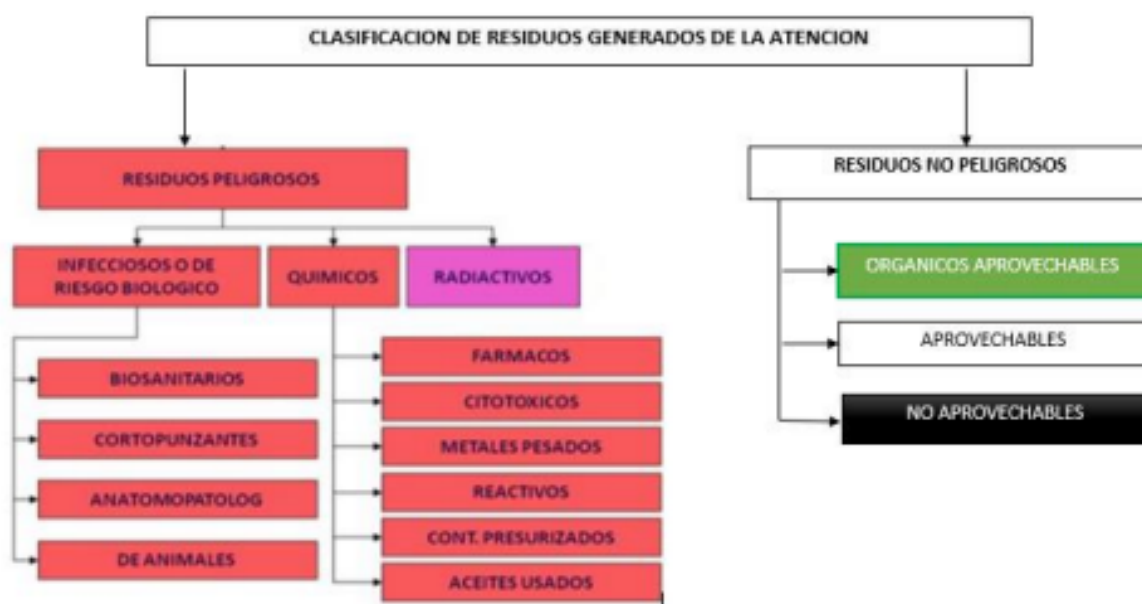 CLASIFICACION DE RESIDUOS GENERADOS DE LA ATENCION
RESIDUOS PELIGROSOS
RESIDUOS NO PELIGROSOS
INFECCIOSOS O DE
RIESGO BIOLOGICO
QUIMICOS
RADIACTIVOS
BIOSANITARIOS
CORTOPUNZANTES
ANATOMOPATOLOG
DE ANIMALES
FARMACOS
CITOTOXICOS
METALES PESADOS
REACTIVOS
CONT. PRESURIZADOS
ACEITES USADOS
ORGANICOS APROVECHABLES
APROVECHABLES
NO APROVECHABLES